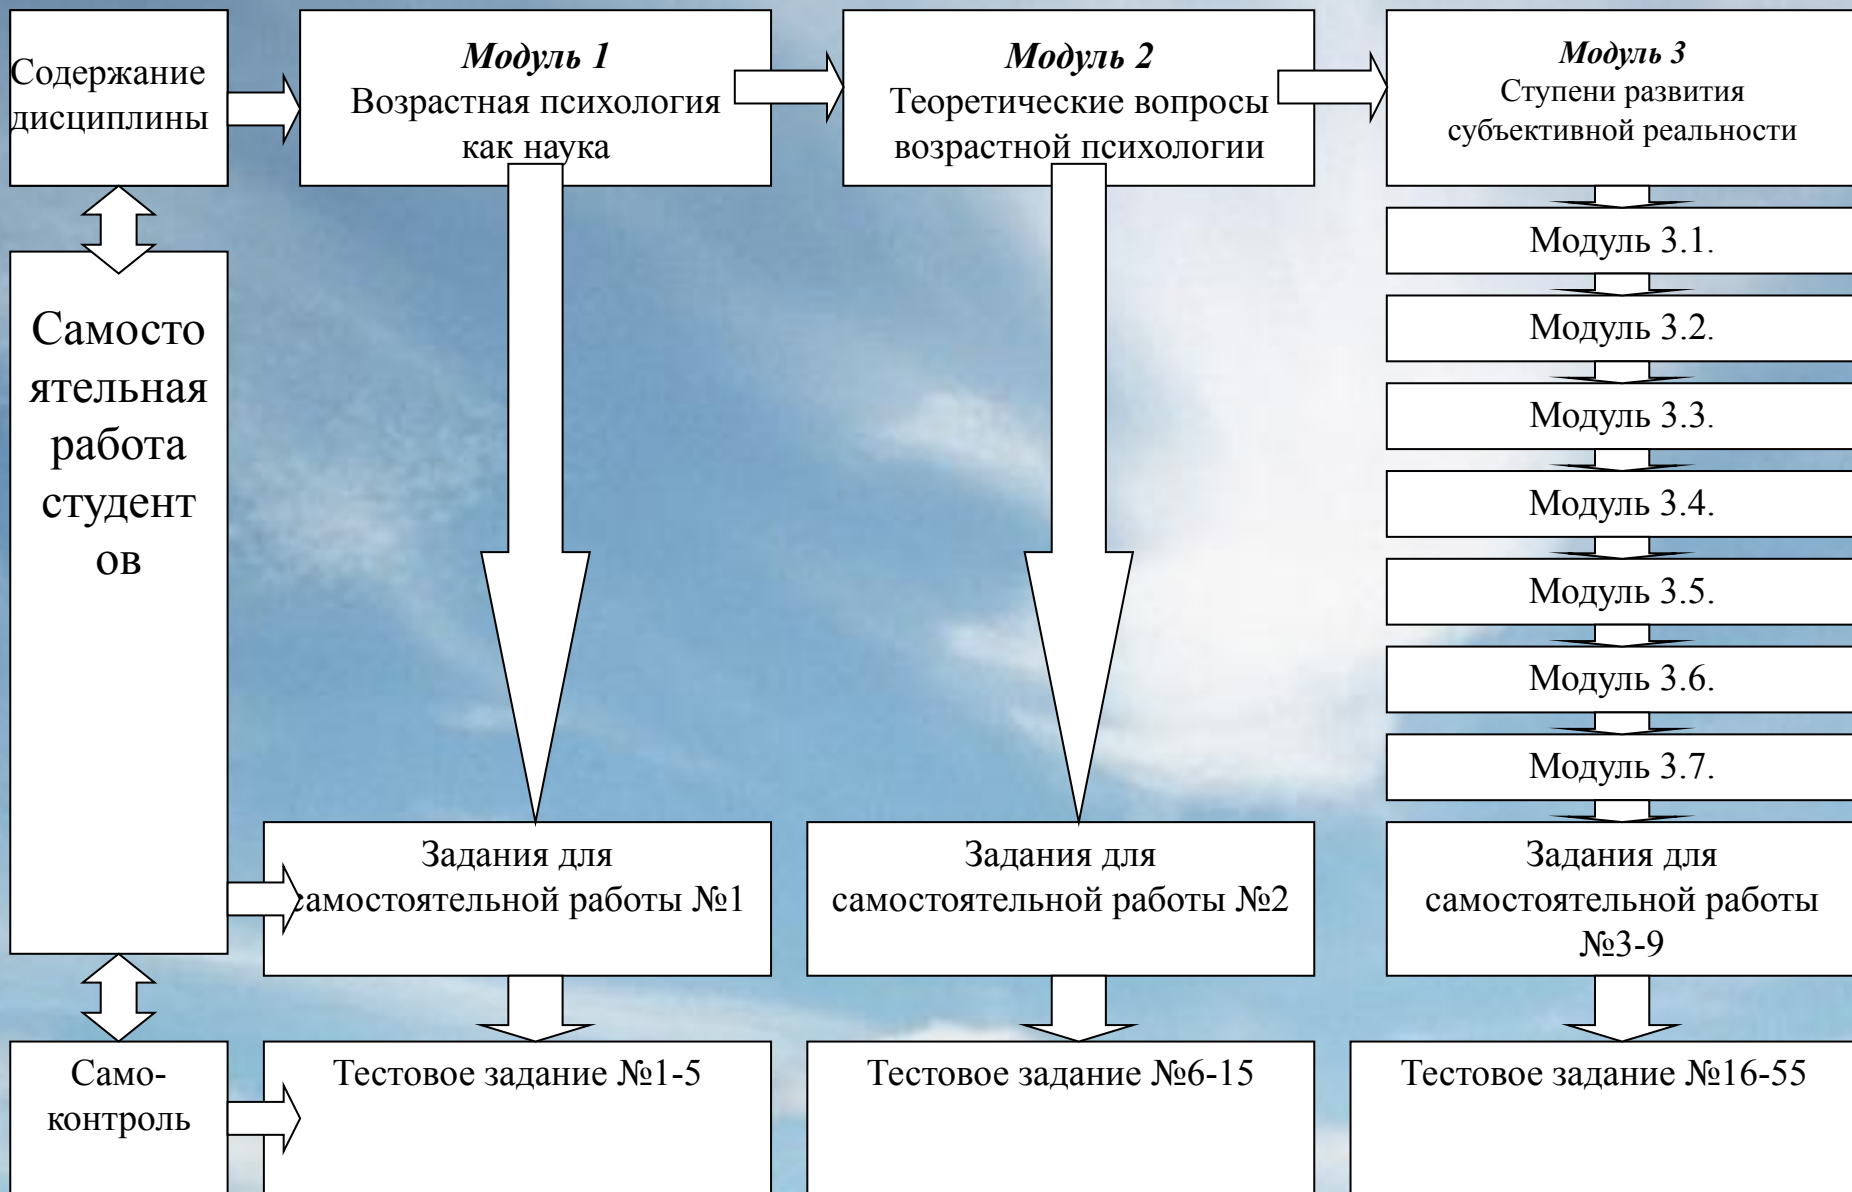 Содержание
дисциплины
Модуль 1
Возрастная психология
как наука
Модуль 2
Теоретические вопросы
возрастной психологии
Модуль 3
Ступени развития
субъективной реальности
Модуль 3.1.
Модуль 3.2.
Модуль 3.3.
Модуль 3.4.
Модуль 3.5.
Модуль 3.6.
Модуль 3.7.
Самосто
ятельная
работа
студент
ов
Задания для
самостоятельной работы №1
Задания для
самостоятельной работы №2
Задания для
самостоятельной работы
№3-9
Само-
контроль
Тестовое задание №1-5
Тестовое задание №6-15
Тестовое задание №16-55